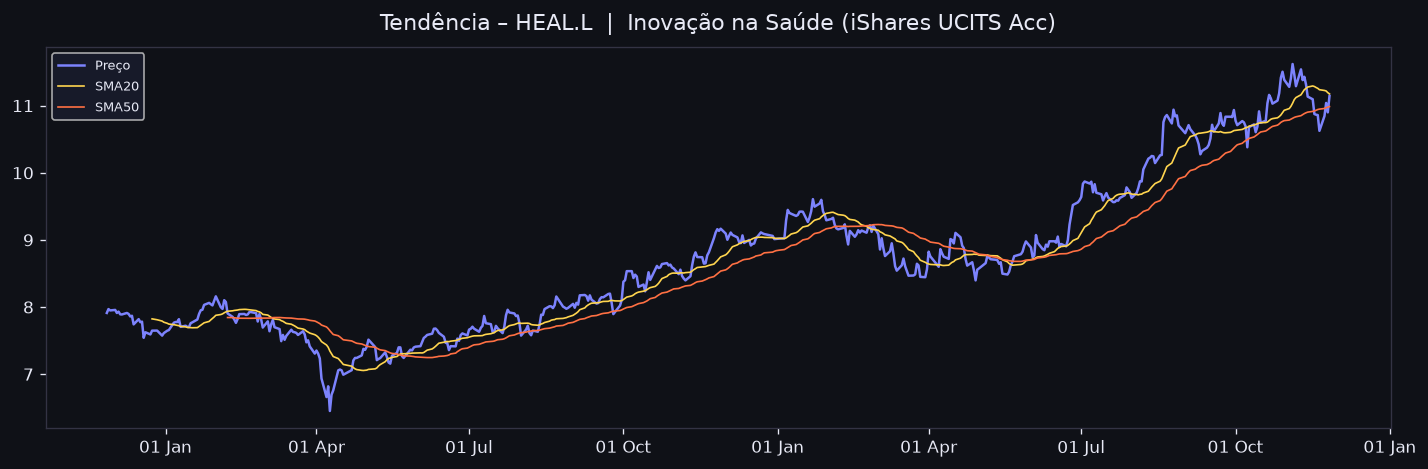 Tendência – HEAL.L | Inovação na Saúde (iShares UCITS Acc)
Preço
SMA20
SMA50
11
10
9
8
7
01 Jan
01 Apr
01 Jul
01 Oct
01 Jan
01 Apr
01 Jul
01 Oct
01 Jan